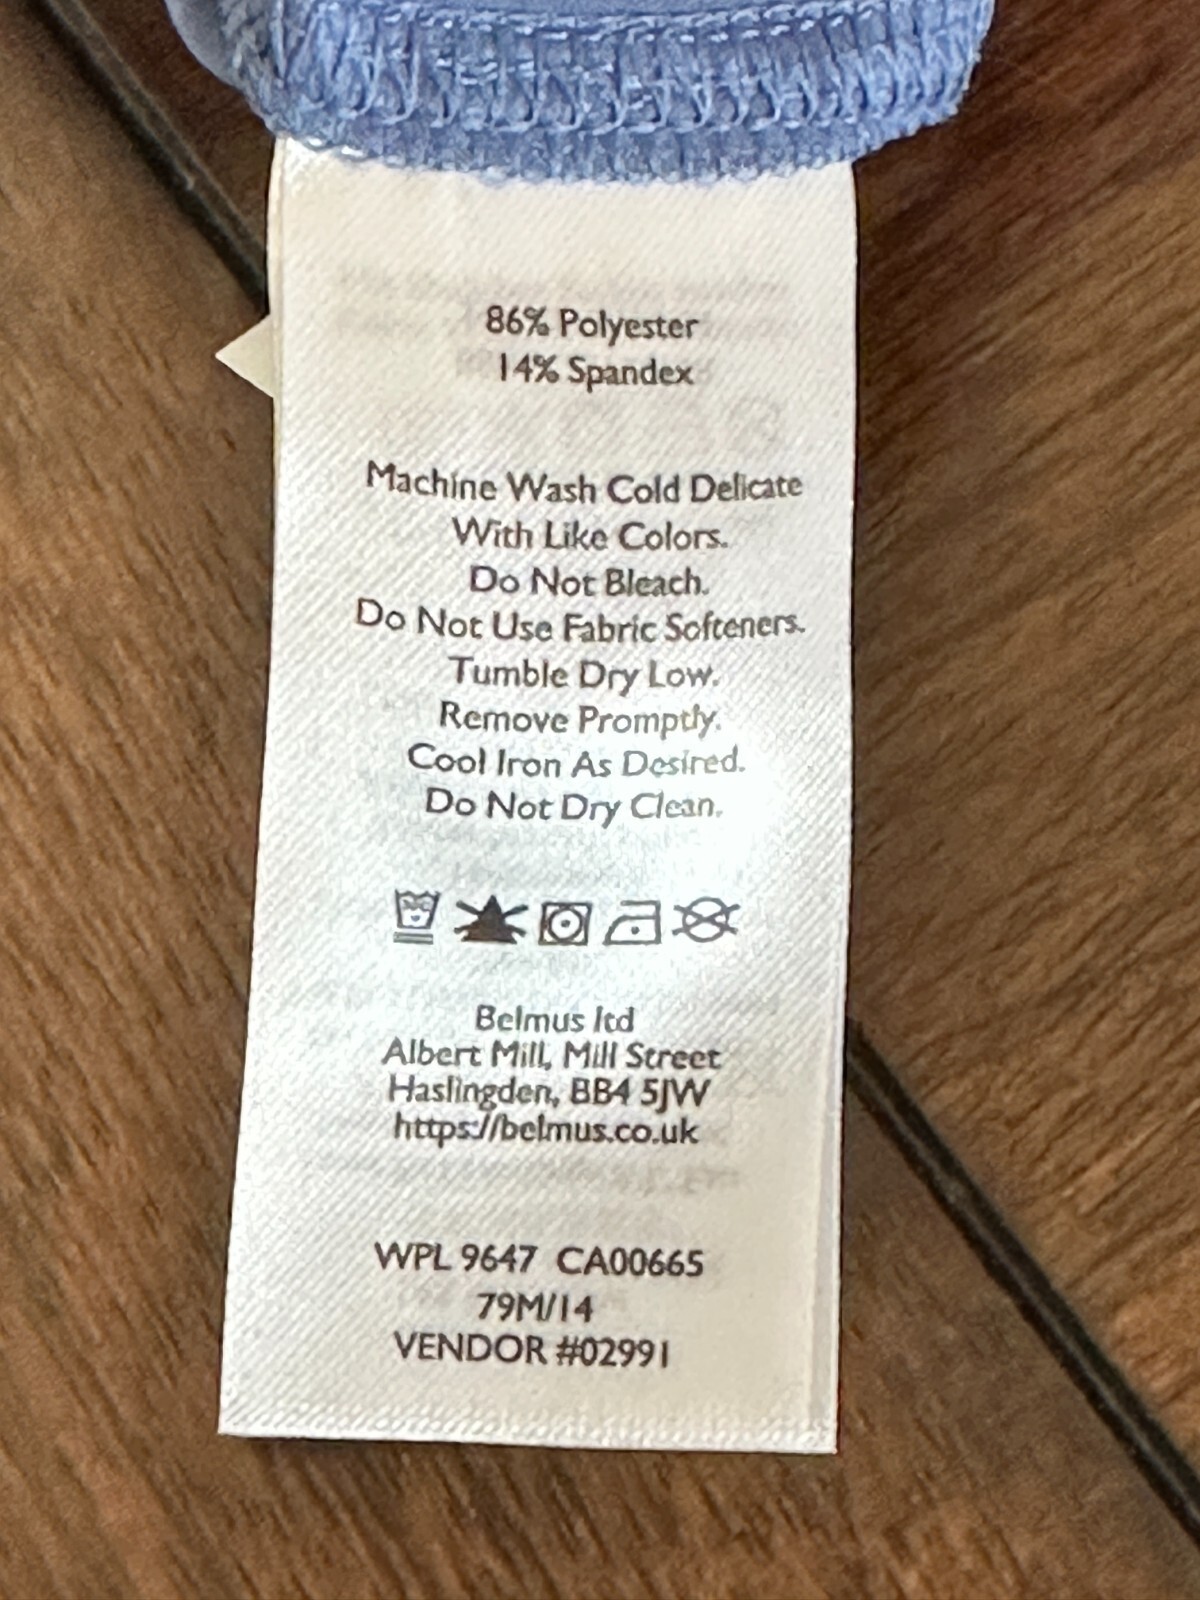 86% Polyester
14% Spandex
Machine Wash Cold Delicate
With Like Colors.
Do Not Bleach.
Do Not Use Fabric Softeners.
Tumble Dry Low.
Remove Promptly.
Cool Iron As Desired.
Do Not Dry Clean.
Belmus ltd
Albert Mill, Mill Street
Haslingden, BB4 5JW
https://belmus.co.uk
WPL 9647 CA00665
79M/14
VENDOR #02991